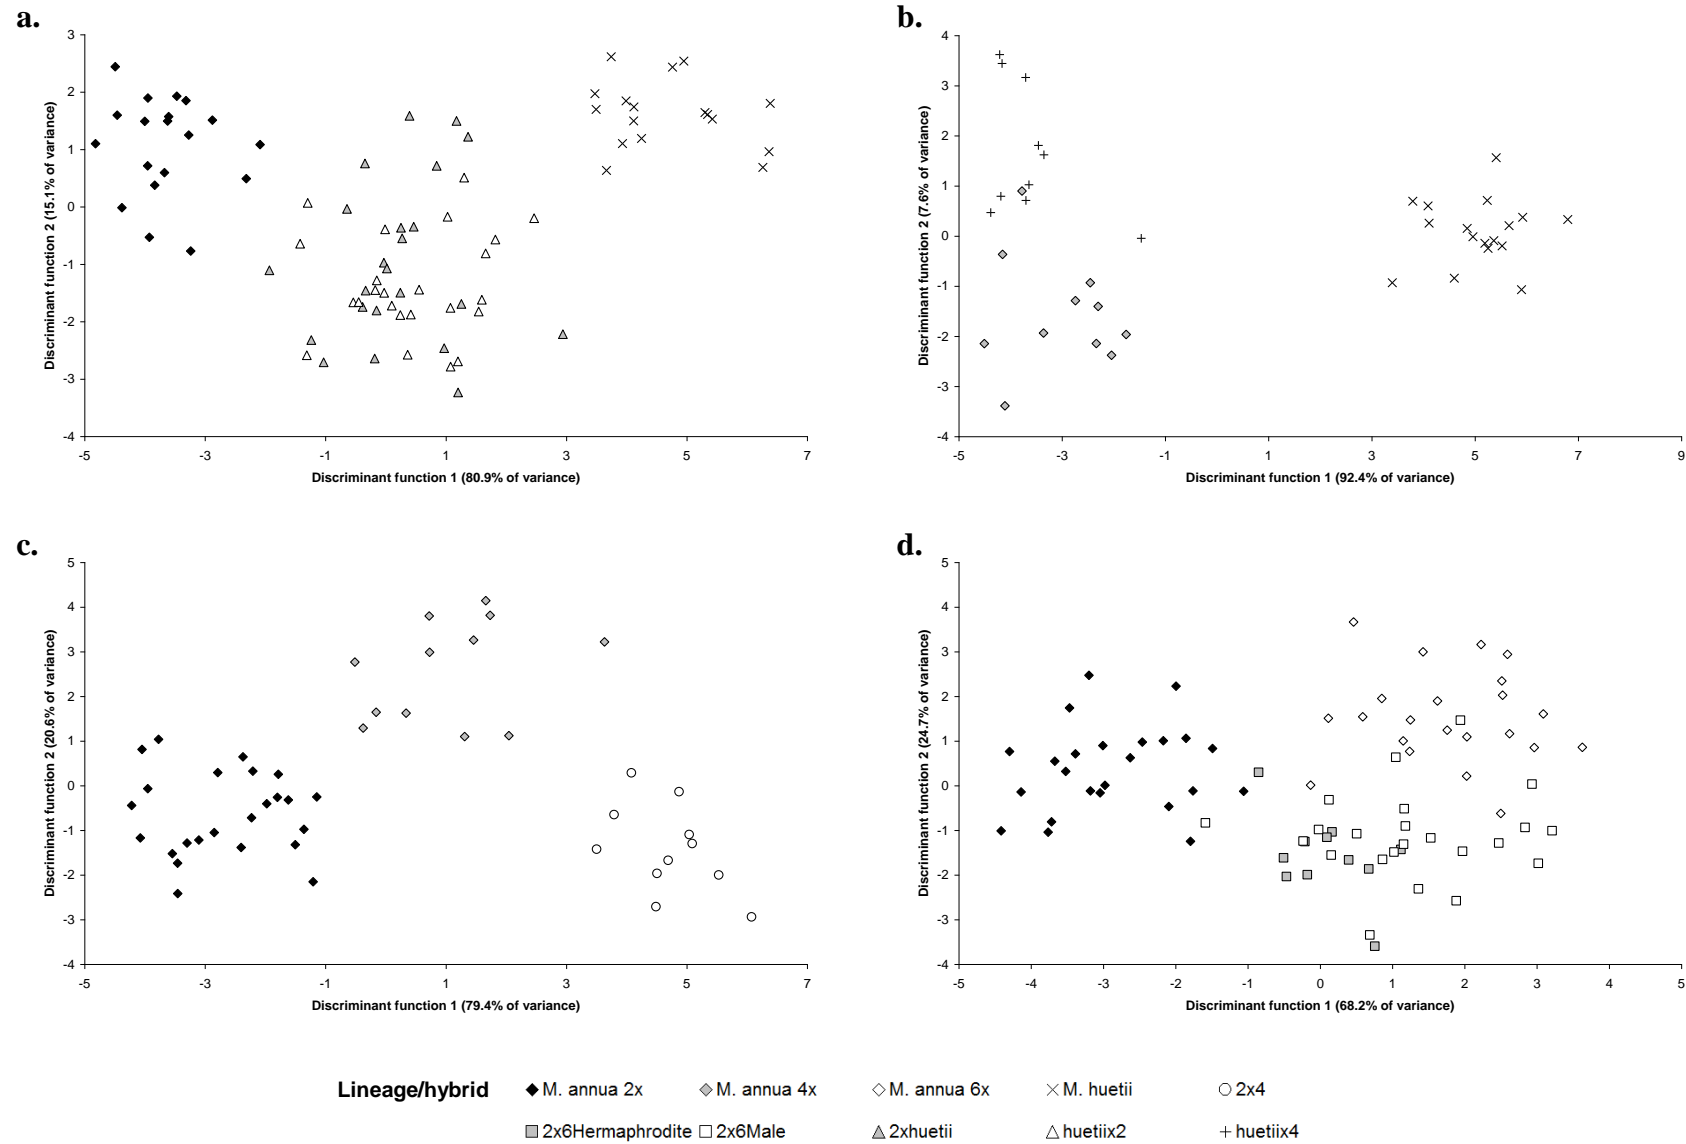 a.
3
2
1
0
-1
-2
-3
-4
-5 -3 -1 1 3 5 7
Discriminant function 2 (15.1% of variance)
Discriminant function 1 (80.9% of variance)
b.
4
3
2
1
0
-1
-2
-3
-4
-5 -3 -1 1 3 5 7 9
Discriminant function 2 (7.6% of variance)
Discriminant function 1 (92.4% of variance)
c.
5
4
3
2
1
0
-1
-2
-3
-4
-5 -3 -1 1 3 5 7
Discriminant function 2 (20.6% of variance)
Discriminant function 1 (79.4% of variance)
d.
5
4
3
2
1
0
-1
-2
-3
-4
-5 -4 -3 -2 -1 0 1 2 3 4 5
Discriminant function 2 (24.7% of variance)
Discriminant function 1 (68.2% of variance)
Lineage/hybrid M. annua 2x M. annua 4x M. annua 6x M. huetii 2x4
2x6Hermaphrodite 2x6Male 2xhuetii huetiix2 huetiix4